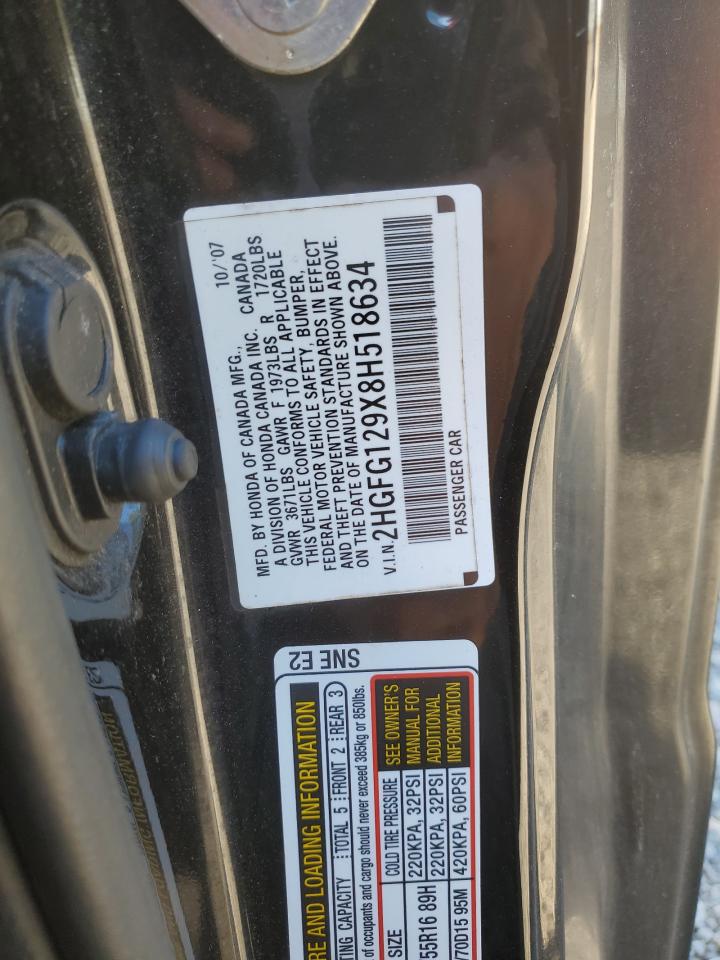 10/'07
MFD. BY HONDA OF CANADA MFG.,
A DIVISION OF HONDA CANADA INC. CANADA
GVWR 3671LBS GAWR F 1973LBS R 1720LBS
THIS VEHICLE CONFORMS TO ALL APPLICABLE
FEDERAL MOTOR VEHICLE SAFETY, BUMPER,
AND THEFT PREVENTION STANDARDS IN EFFECT
ON THE DATE OF MANUFACTURE SHOWN ABOVE.
V.I.N. 2HGFG129X8H518634
PASSENGER CAR
SNE E2
AND LOADING INFORMATION
CAPACITY TOTAL 5 FRONT 2 REAR 3
of occupants and cargo should never exceed 385kg or 850lbs.
SIZE COLD TIRE PRESSURE
55R16 89H 220KPA, 32PSI
220KPA, 32PSI
/70D15 95M 420KPA, 60PSI
SEE OWNER'S
MANUAL FOR
ADDITIONAL
INFORMATION